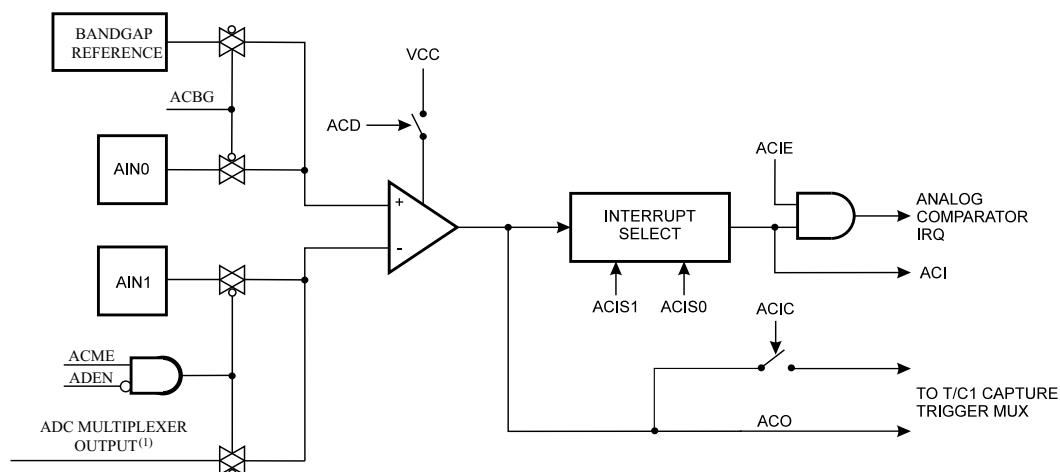 BANDGAP
REFERENCE
VCC
ACBG
ACD
AIN0
ACIE
+
-
INTERRUPT
SELECT
ANALOG
COMPARATOR
IRQ
AIN1
ACI
ACIS1
ACIS0
ACIC
ACME
ADEN
TO T/C1 CAPTURE
TRIGGER MUX
ACO
ADC MULTIPLEXER
OUTPUT(1)